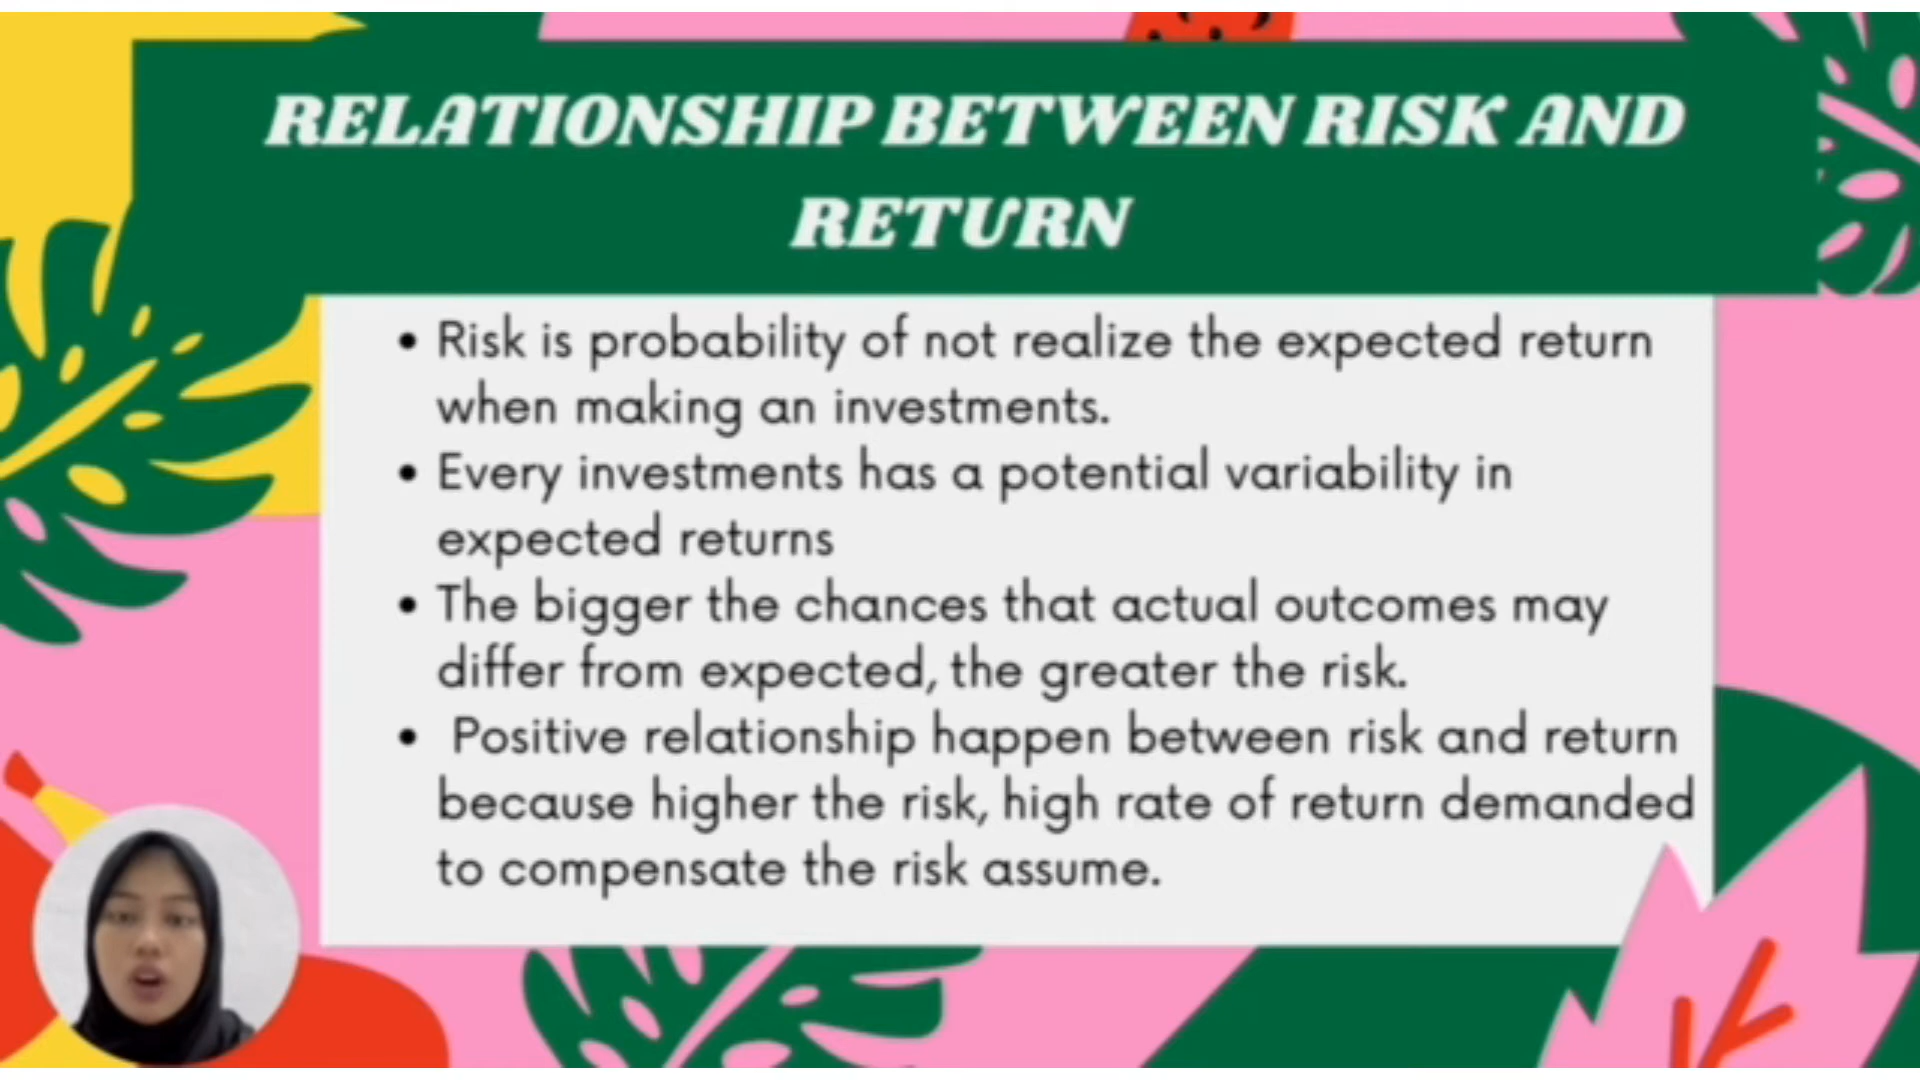 RELATIONSHIP BETWEEN RISK AND
RETURN
• Risk is probability of not realize the expected return
when making an investments.
• Every investments has a potential variability in
expected returns
• The bigger the chances that actual outcomes may
differ from expected, the greater the risk.
• Positive relationship happen between risk and return
because higher the risk, high rate of return demanded
to compensate the risk assume.